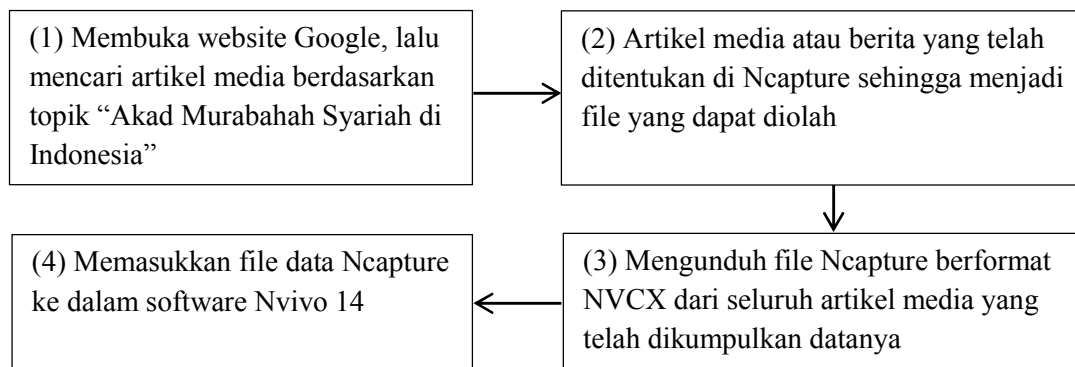 (1) Membuka website Google, lalu
mencari artikel media berdasarkan
topik “Akad Murabahah Syariah di
Indonesia”
(2) Artikel media atau berita yang telah
ditentukan di Ncapture sehingga menjadi
file yang dapat diolah
(3) Mengunduh file Ncapture berformat
NVCX dari seluruh artikel media yang
telah dikumpulkan datanya
(4) Memasukkan file data Ncapture
ke dalam software Nvivo 14